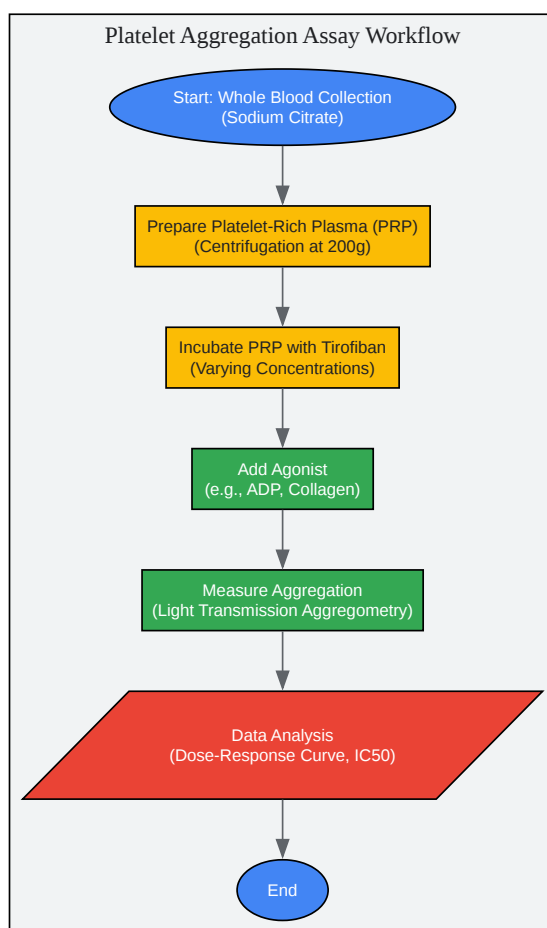 Platelet Aggregation Assay Workflow
Start: Whole Blood Collection
(Sodium Citrate)
Prepare Platelet-Rich Plasma (PRP)
(Centrifugation at 200g)
Incubate PRP with Tirofiban
(Varying Concentrations)
Add Agonist
(e.g., ADP, Collagen)
Measure Aggregation
(Light Transmission Aggregometry)
Data Analysis
(Dose-Response Curve, IC50)
End